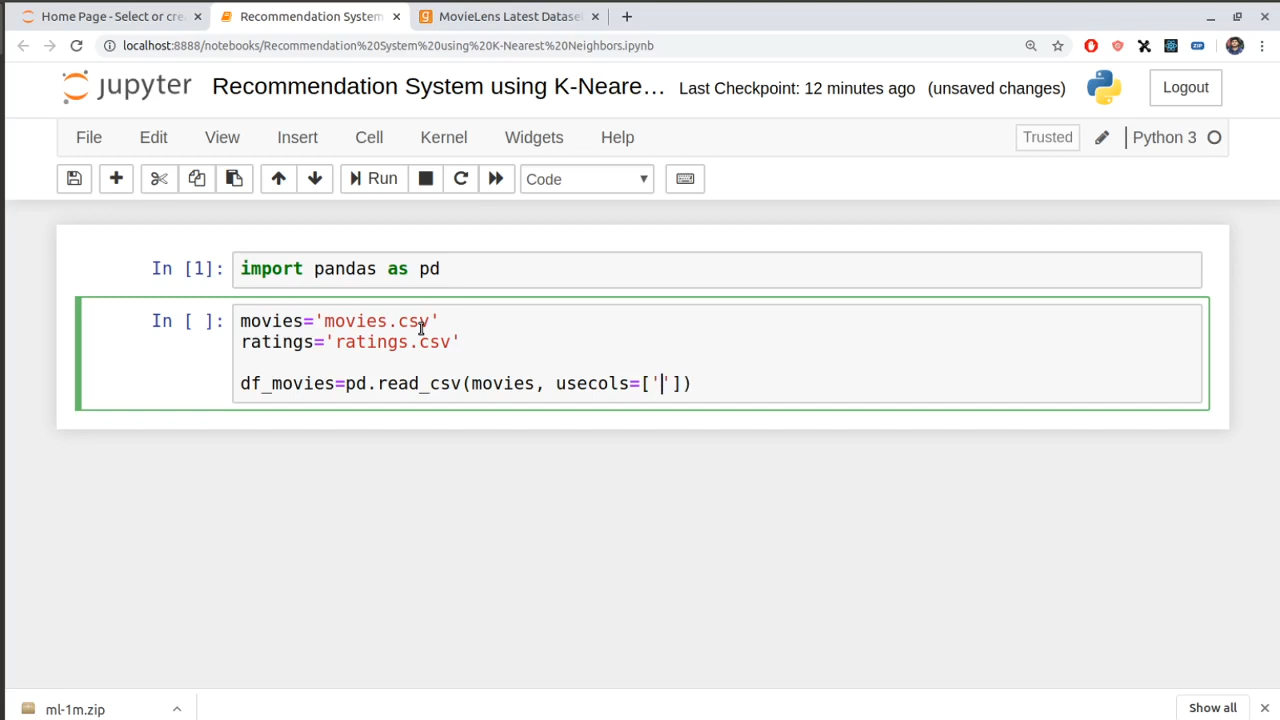 Home Page - Select or cre
Recommendation System
MovieLens Latest Datase
localhost:8888/notebooks/Recommendation%20System%20using%20K-Nearest%20Neighbors.ipynb
jupyter Recommendation System using K-Neare... Last Checkpoint: 12 minutes ago (unsaved changes) Logout
File Edit View Insert Cell Kernel Widgets Help Trusted Python 3
Run Code
In [1]: import pandas as pd
In [ ]: movies='movies.csv'
ratings='ratings.csv'
df_movies=pd.read_csv(movies, usecols=[''])
ml-1m.zip Show all